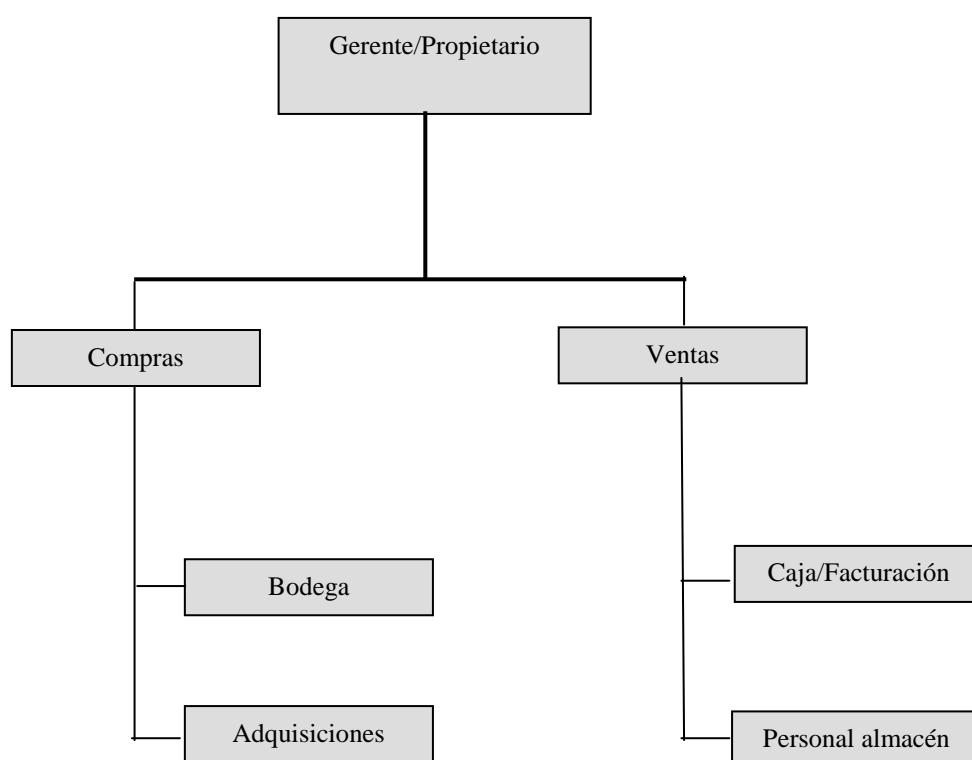 Gerente/Propietario
Compras
Ventas
Bodega
Caja/Facturación
Adquisiciones
Personal almacén